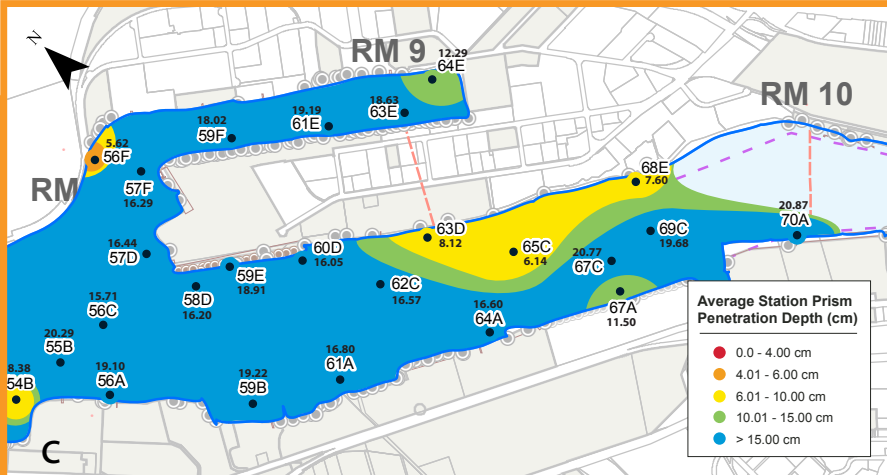 N
RM 9
RM 10
RM
12.29
64E
18.63
63E
19.19
61E
18.02
59F
5.62
56F
57F
16.29
68E
7.60
20.87
70A
69C
19.68
63D
8.12
65C
6.14
20.77
67C
16.44
57D
60D
16.05
59E
18.91
58D
16.20
62C
16.57
67A
11.50
15.71
56C
16.60
64A
20.29
55B
16.80
61A
8.38
54B
19.10
56A
19.22
59B
C
Average Station Prism
Penetration Depth (cm)
0.0 - 4.00 cm
4.01 - 6.00 cm
6.01 - 10.00 cm
10.01 - 15.00 cm
> 15.00 cm